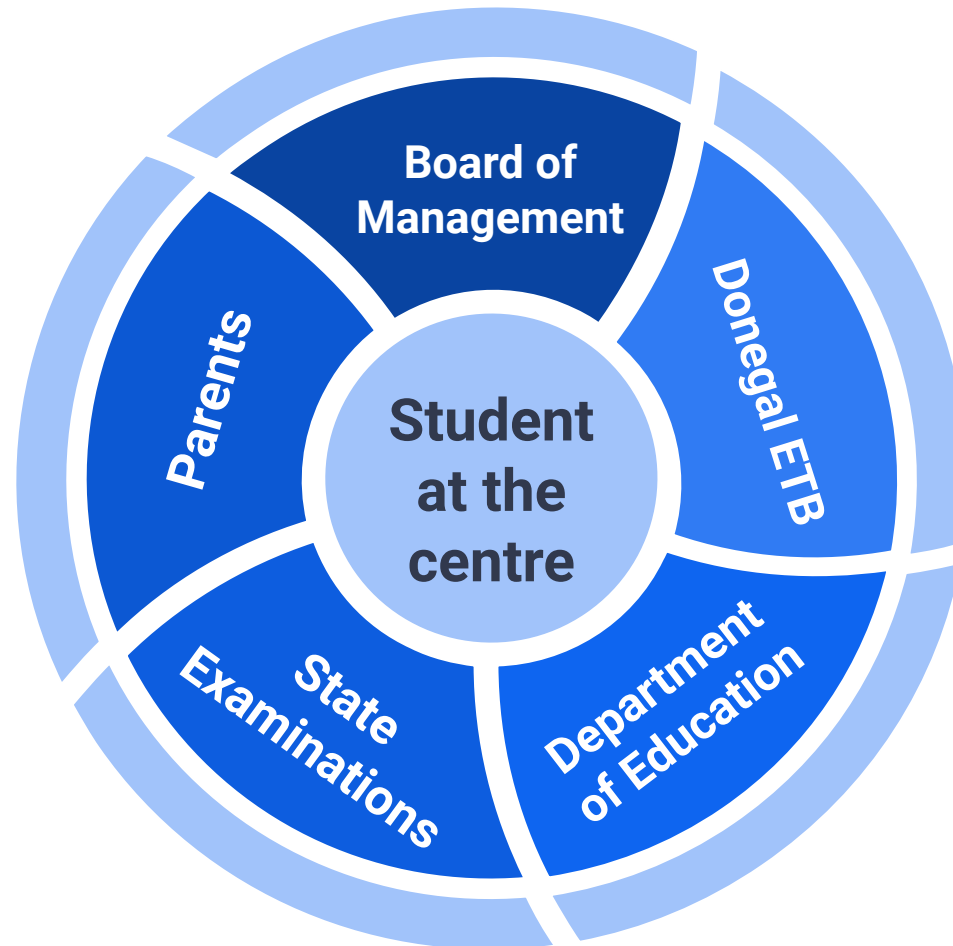 Board of
Management
Donegal ETB
Department
of Education
State
Examinations
Parents
Student
at the
centre